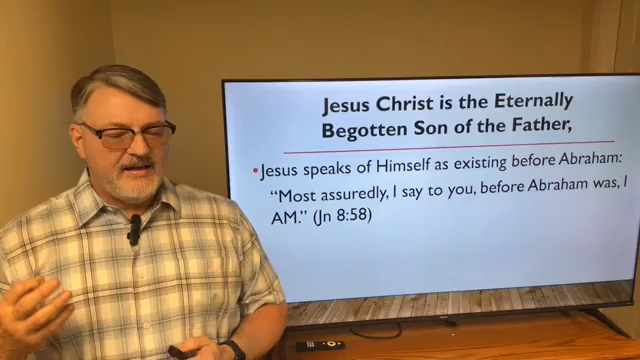 Jesus Christ is the Eternally
Begotten Son of the Father,
•Jesus speaks of Himself as existing before Abraham:
“Most assuredly, I say to you, before Abraham was, I
AM.” (Jn 8:58)